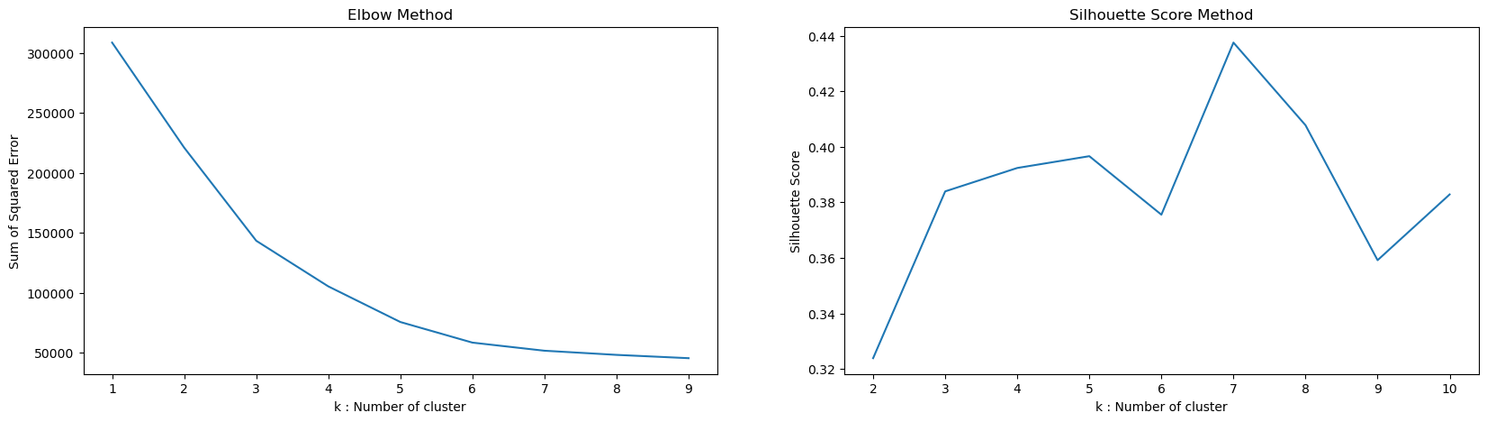 Elbow Method
Sum of Squared Error
300000
250000
200000
150000
100000
50000
1 2 3 4 5 6 7 8 9
k : Number of cluster
Silhouette Score Method
Silhouette Score
0.44
0.42
0.40
0.38
0.36
0.34
0.32
2 3 4 5 6 7 8 9 10
k : Number of cluster